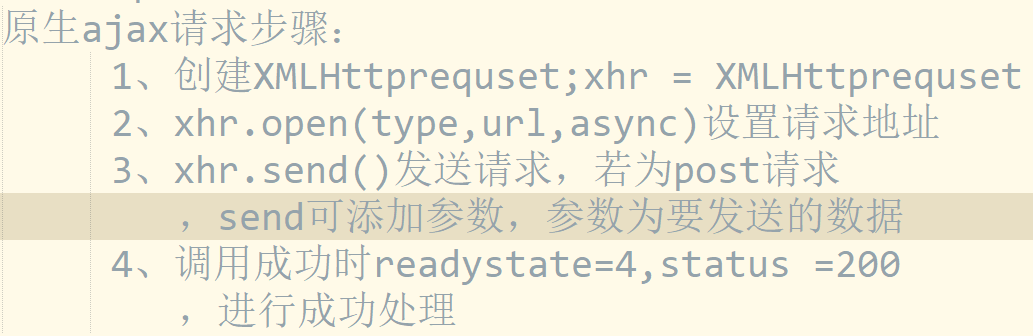 原生ajax请求步骤：
1、创建XMLHttprequset;xhr = XMLHttprequset
2、xhr.open(type,url,async)设置请求地址
3、xhr.send()发送请求，若为post请求
，send可添加参数，参数为要发送的数据
4、调用成功时readystate=4,status =200
，进行成功处理